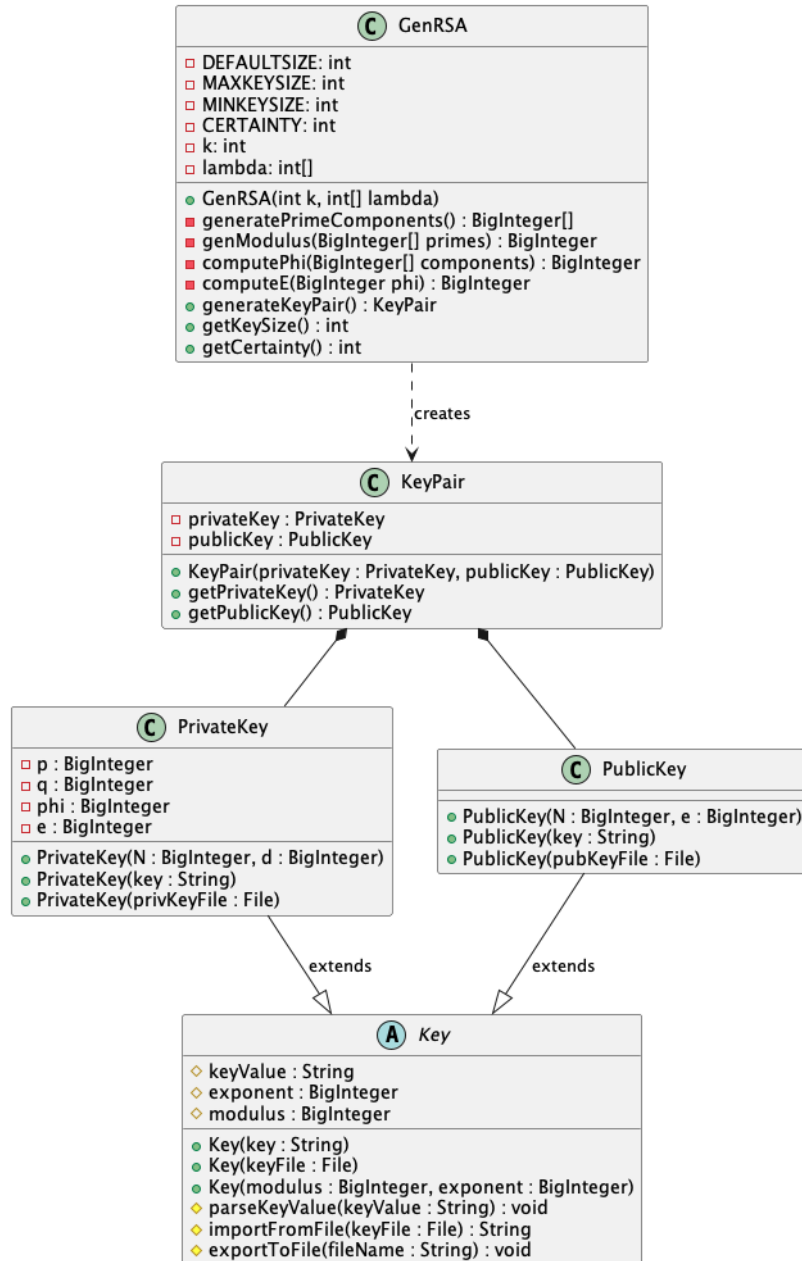 C GenRSA
DEFAULTSIZE: int
MAXKEYSIZE: int
MINKEYSIZE: int
CERTAINTY: int
k: int
lambda: int[]
GenRSA(int k, int[] lambda)
generatePrimeComponents() : BigInteger[]
genModulus(BigInteger[] primes) : BigInteger
computePhi(BigInteger[] components) : BigInteger
computeE(BigInteger phi) : BigInteger
generateKeyPair() : KeyPair
getKeySize() : int
getCertainty() : int
creates
C KeyPair
privateKey : PrivateKey
publicKey : PublicKey
KeyPair(privateKey : PrivateKey, publicKey : PublicKey)
getPrivateKey() : PrivateKey
getPublicKey() : PublicKey
C PrivateKey
p : BigInteger
q : BigInteger
phi : BigInteger
e : BigInteger
PrivateKey(N : BigInteger, d : BigInteger)
PrivateKey(key : String)
PrivateKey(privKeyFile : File)
C PublicKey
PublicKey(N : BigInteger, e : BigInteger)
PublicKey(key : String)
PublicKey(pubKeyFile : File)
extends
extends
A Key
keyValue : String
exponent : BigInteger
modulus : BigInteger
Key(key : String)
Key(keyFile : File)
Key(modulus : BigInteger, exponent : BigInteger)
parseKeyValue(keyValue : String) : void
importFromFile(keyFile : File) : String
exportToFile(fileName : String) : void